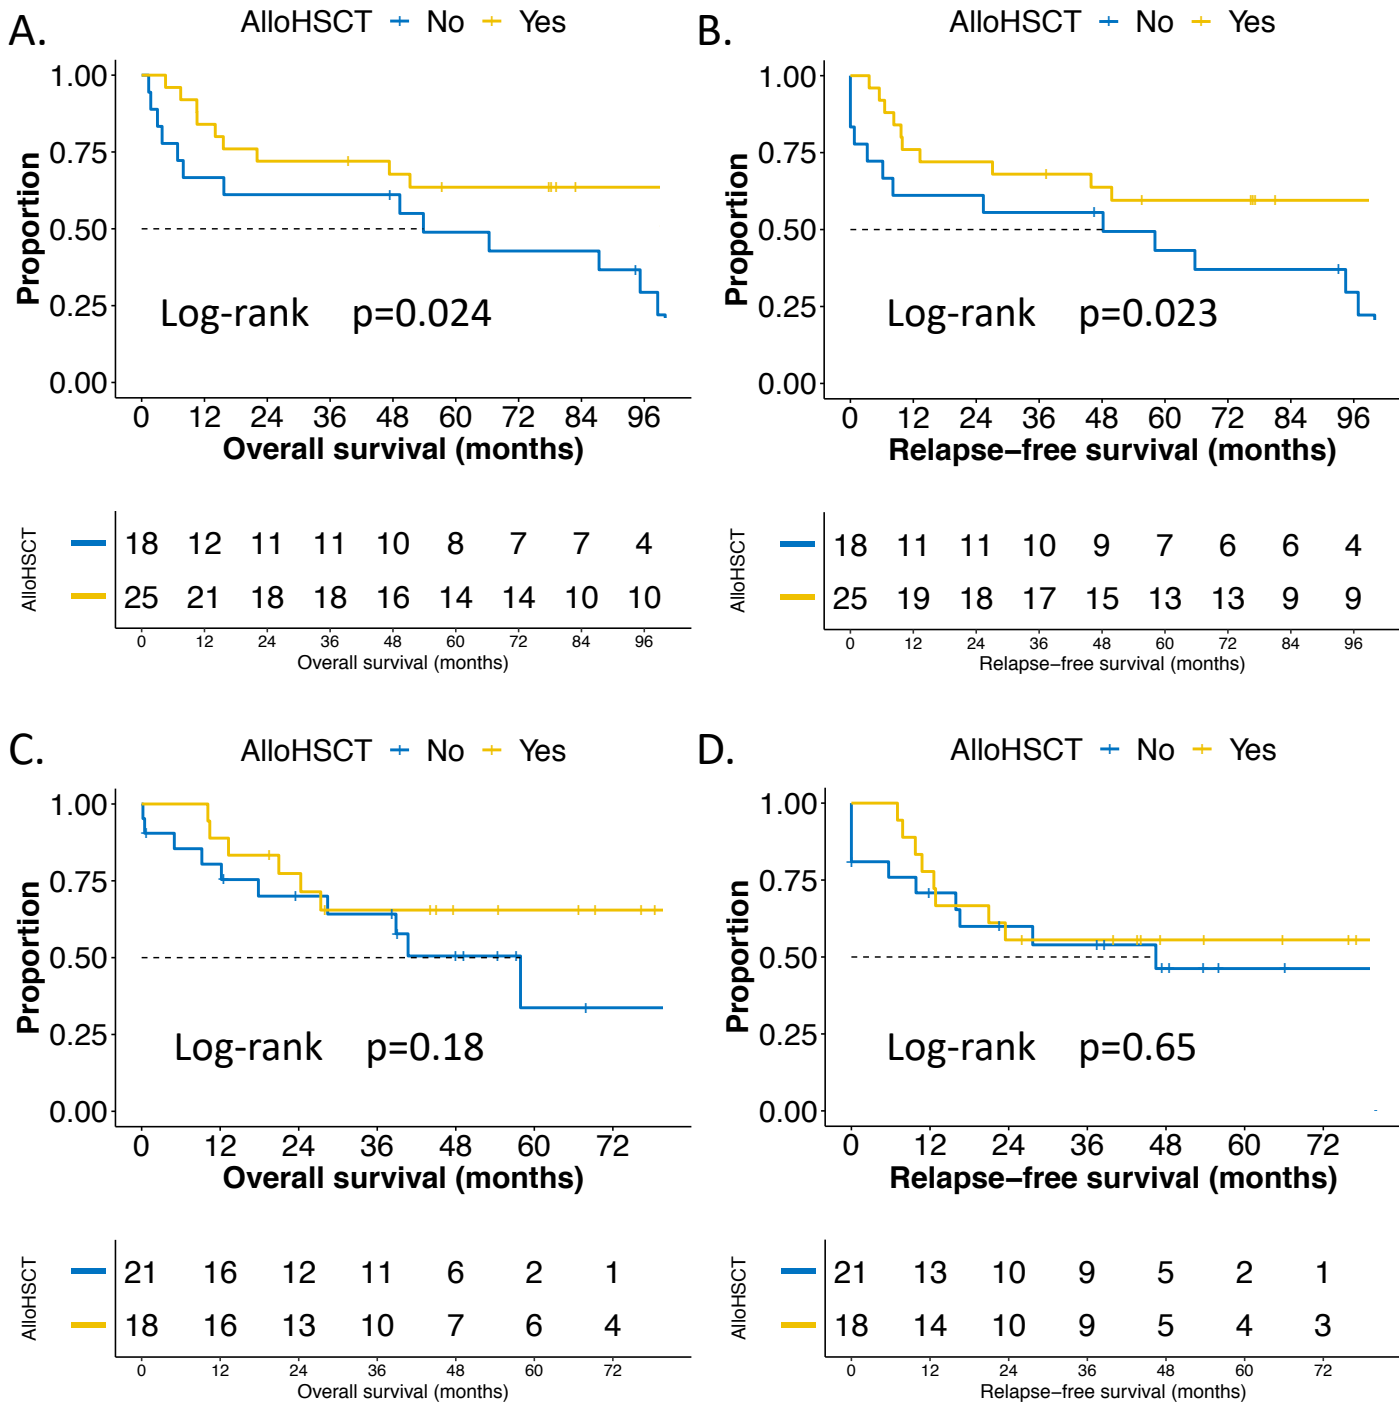 A.
AlloHSCT No Yes
1.00
0.75
0.50
0.25
0.00
Proportion
Log-rank p=0.024
0 12 24 36 48 60 72 84 96
Overall survival (months)
AlloHSCT
18 12 11 11 10 8 7 7 4
25 21 18 18 16 14 14 10 10
0 12 24 36 48 60 72 84 96
Overall survival (months)
B.
AlloHSCT No Yes
1.00
0.75
0.50
0.25
0.00
Proportion
Log-rank p=0.023
0 12 24 36 48 60 72 84 96
Relapse−free survival (months)
AlloHSCT
18 11 11 10 9 7 6 6 4
25 19 18 17 15 13 13 9 9
0 12 24 36 48 60 72 84 96
Relapse−free survival (months)
C.
AlloHSCT No Yes
1.00
0.75
0.50
0.25
0.00
Proportion
Log-rank p=0.18
0 12 24 36 48 60 72
Overall survival (months)
AlloHSCT
21 16 12 11 6 2 1
18 16 13 10 7 6 4
0 12 24 36 48 60 72
Overall survival (months)
D.
AlloHSCT No Yes
1.00
0.75
0.50
0.25
0.00
Proportion
Log-rank p=0.65
0 12 24 36 48 60 72
Relapse−free survival (months)
AlloHSCT
21 13 10 9 5 2 1
18 14 10 9 5 4 3
0 12 24 36 48 60 72
Relapse−free survival (months)